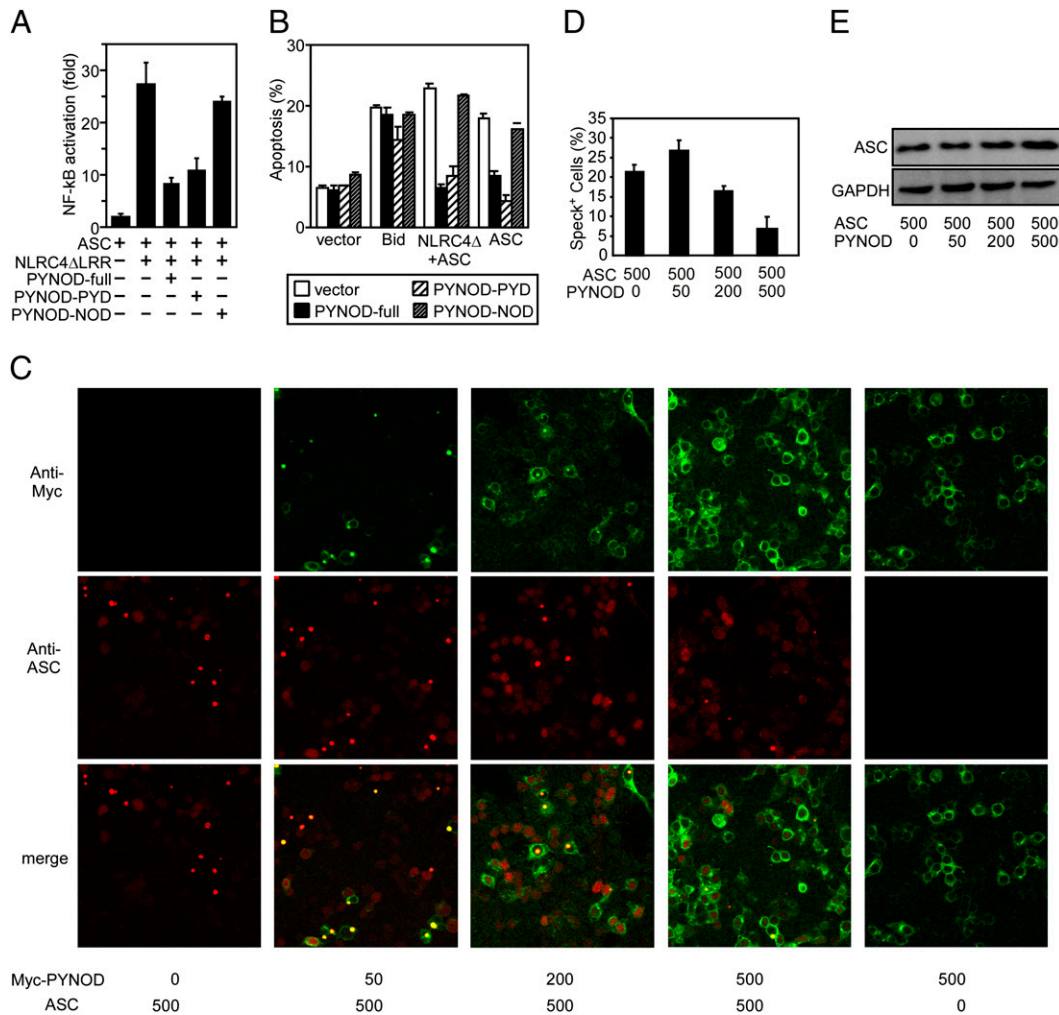 A
NF-kB activation (fold)
30
20
10
0
ASC + + + + +
NLRC4ΔLRR − + + + +
PYNOD-full − − + − −
PYNOD-PYD − − − + −
PYNOD-NOD − − − − +
B
Apoptosis (%)
30
20
10
0
vector Bid NLRC4Δ ASC
+ASC
vector PYNOD-PYD
PYNOD-full PYNOD-NOD
D
Speck+ Cells (%)
35
30
25
20
15
10
5
0
ASC 500 500 500 500
PYNOD 0 50 200 500
E
ASC
GAPDH
ASC 500 500 500 500
PYNOD 0 50 200 500
C
Anti-
Myc
Anti-
ASC
merge
Myc-PYNOD 0 50 200 500 500
ASC 500 500 500 500 0